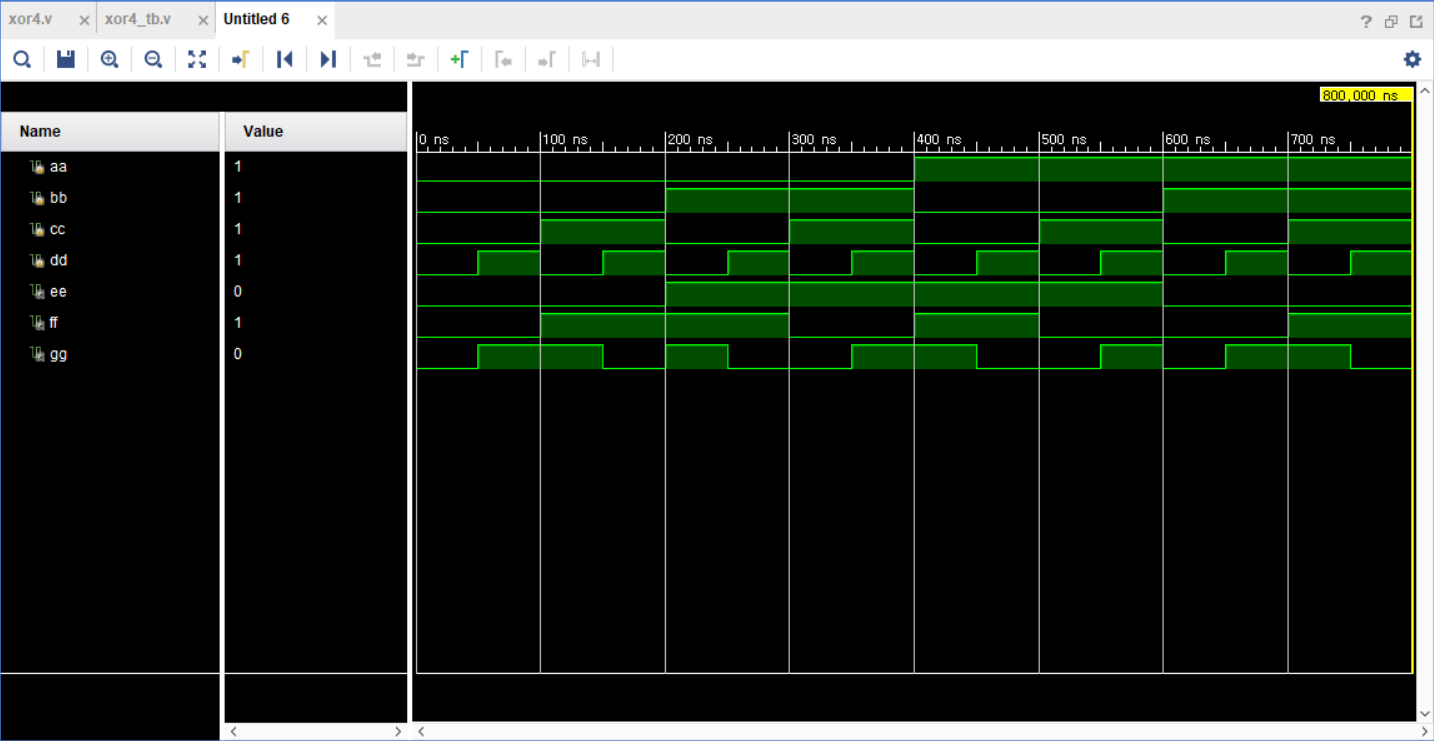 xor4.v xor4_tb.v Untitled 6
800,000 ns
Name Value
0 ns 100 ns 200 ns 300 ns 400 ns 500 ns 600 ns 700 ns
aa 1
bb 1
cc 1
dd 1
ee 0
ff 1
gg 0